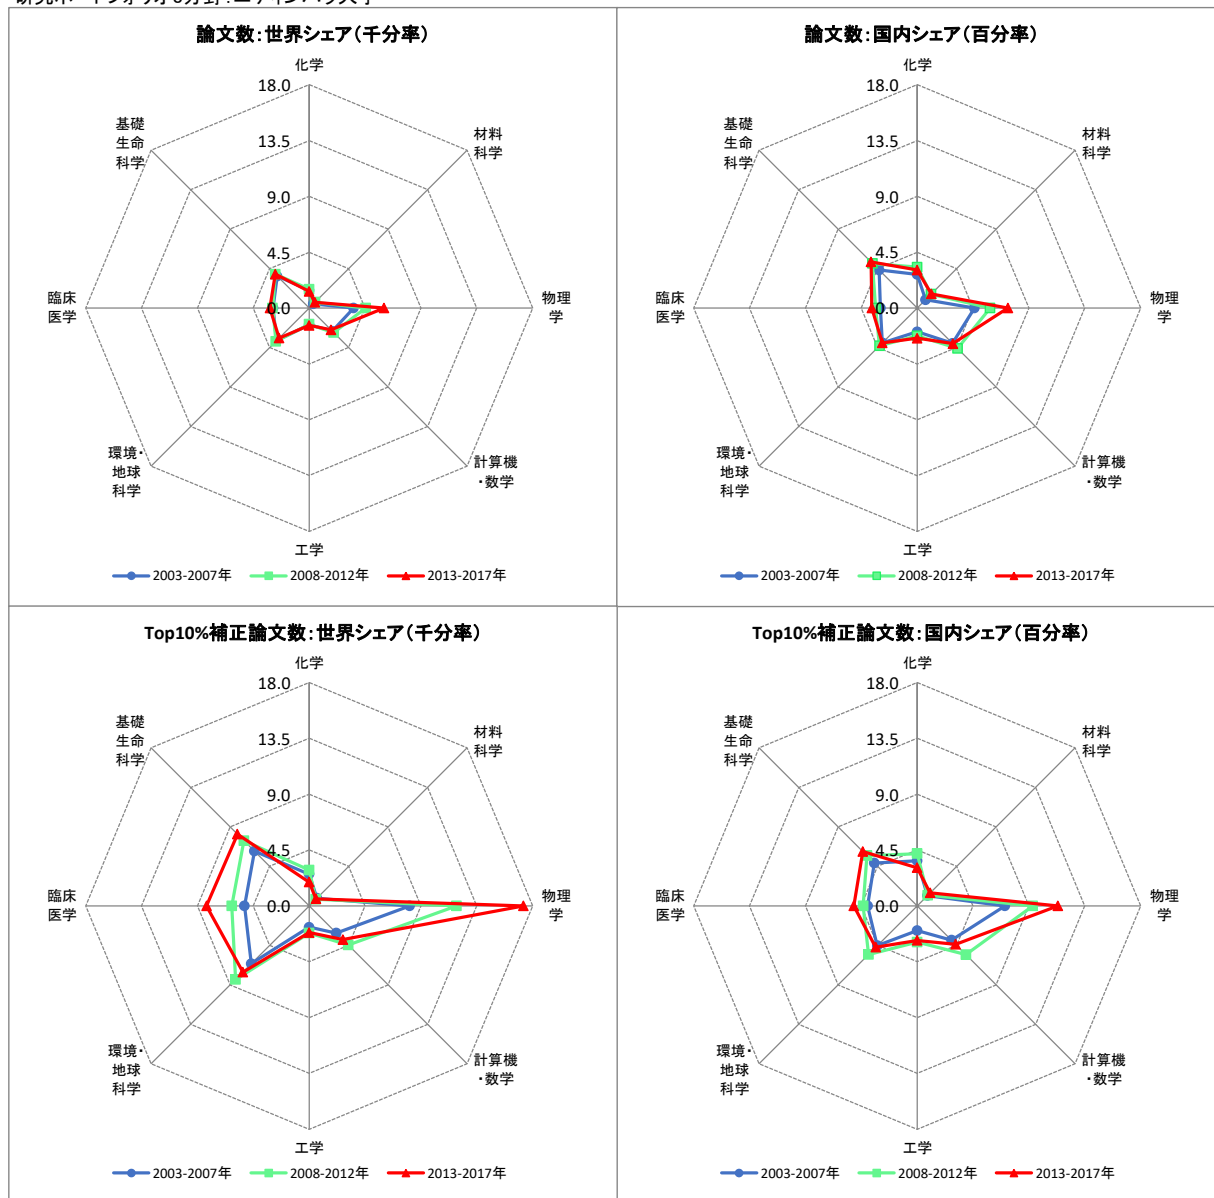 論文数：世界シェア（千分率）
化学
18.0
13.5
9.0
4.5
0.0
材料
科学
物理
学
計算機
・数学
工学
環境・
地球
科学
臨床
医学
基礎
生命
科学
2003-2007年 2008-2012年 2013-2017年
論文数：国内シェア（百分率）
化学
18.0
13.5
9.0
4.5
0.0
材料
科学
物理
学
計算機
・数学
工学
環境・
地球
科学
臨床
医学
基礎
生命
科学
2003-2007年 2008-2012年 2013-2017年
Top10%補正論文数：世界シェア（千分率）
化学
18.0
13.5
9.0
4.5
0.0
材料
科学
物理
学
計算機
・数学
工学
環境・
地球
科学
臨床
医学
基礎
生命
科学
2003-2007年 2008-2012年 2013-2017年
Top10%補正論文数：国内シェア（百分率）
化学
18.0
13.5
9.0
4.5
0.0
材料
科学
物理
学
計算機
・数学
工学
環境・
地球
科学
臨床
医学
基礎
生命
科学
2003-2007年 2008-2012年 2013-2017年